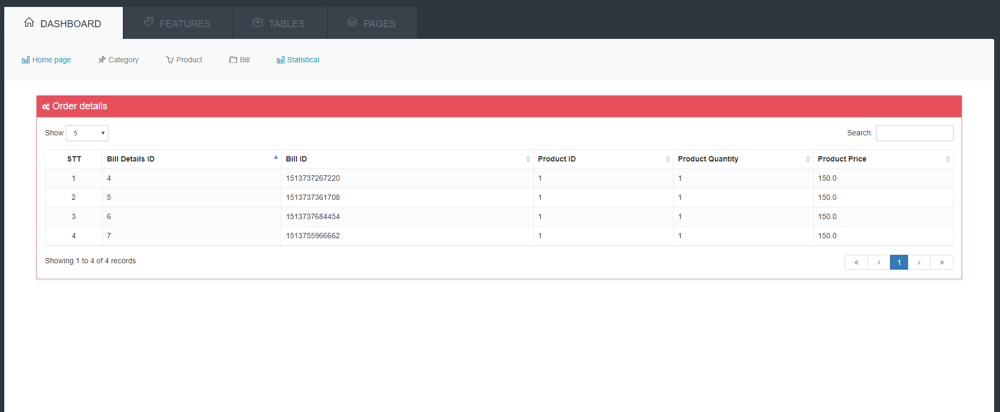 DASHBOARD FEATURES TABLES PAGES
Home page Category Product Bill Statistical
Order details
Show 5 Search:
STT Bill Details ID Bill ID Product ID Product Quantity Product Price
1 4 1513737267220 1 1 150.0
2 5 1513737361708 1 1 150.0
3 6 1513737684454 1 1 150.0
4 7 1513755966662 1 1 150.0
Showing 1 to 4 of 4 records « ‹ 1 › »